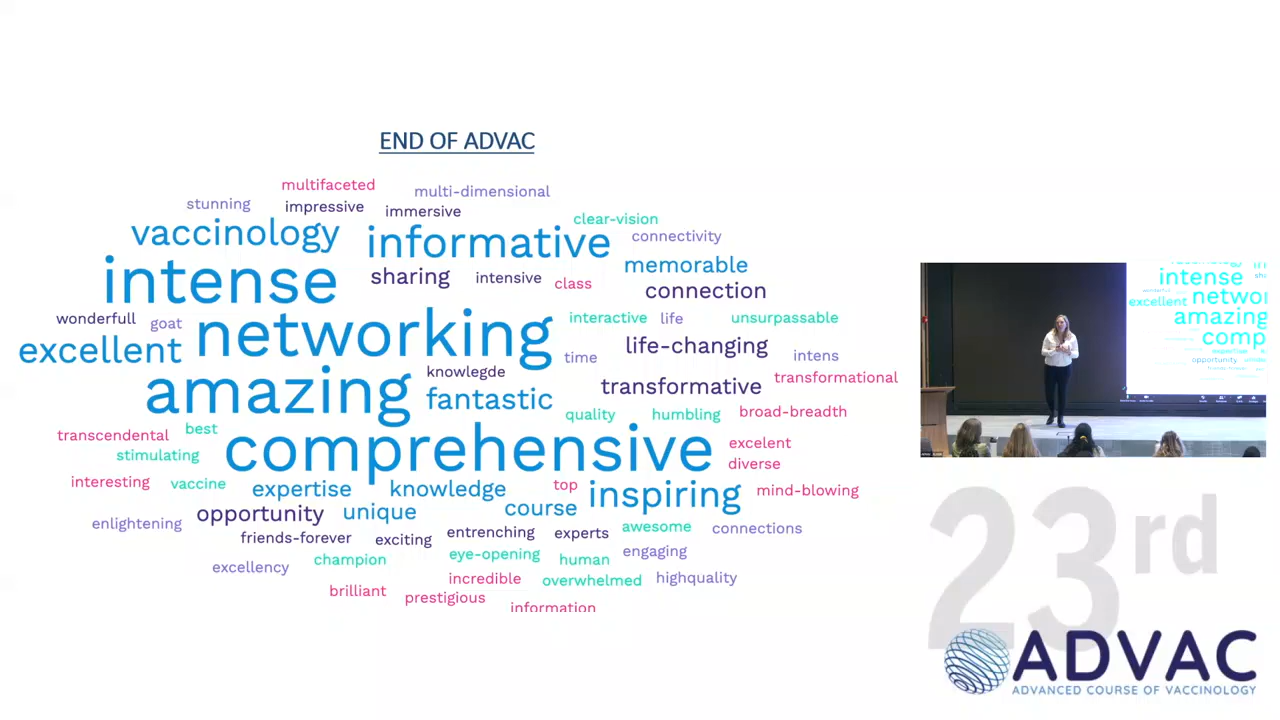 END OF ADVAC
multifaceted
multi-dimensional
stunning
impressive
immersive
clear-vision
vaccinology
informative
connectivity
intense
sharing
intensive
class
memorable
connection
wonderfull
goat
networking
interactive
life
unsurpassable
excellent
time
life-changing
intens
amazing
knowlegde
fantastic
transformative
transformational
quality
humbling
broad-breadth
transcendental
best
stimulating
comprehensive
excelent
diverse
interesting
vaccine
expertise
knowledge
top
inspiring
mind-blowing
opportunity
unique
course
enlightening
friends-forever
exciting
entrenching
experts
awesome
connections
excellency
champion
eye-opening
human
engaging
incredible
overwhelmed
highquality
brilliant
prestigious
information
intense
excellent
networ
amazing
comp
opportunity
23rd
ADVAC
ADVANCED COURSE OF VACCINOLOGY